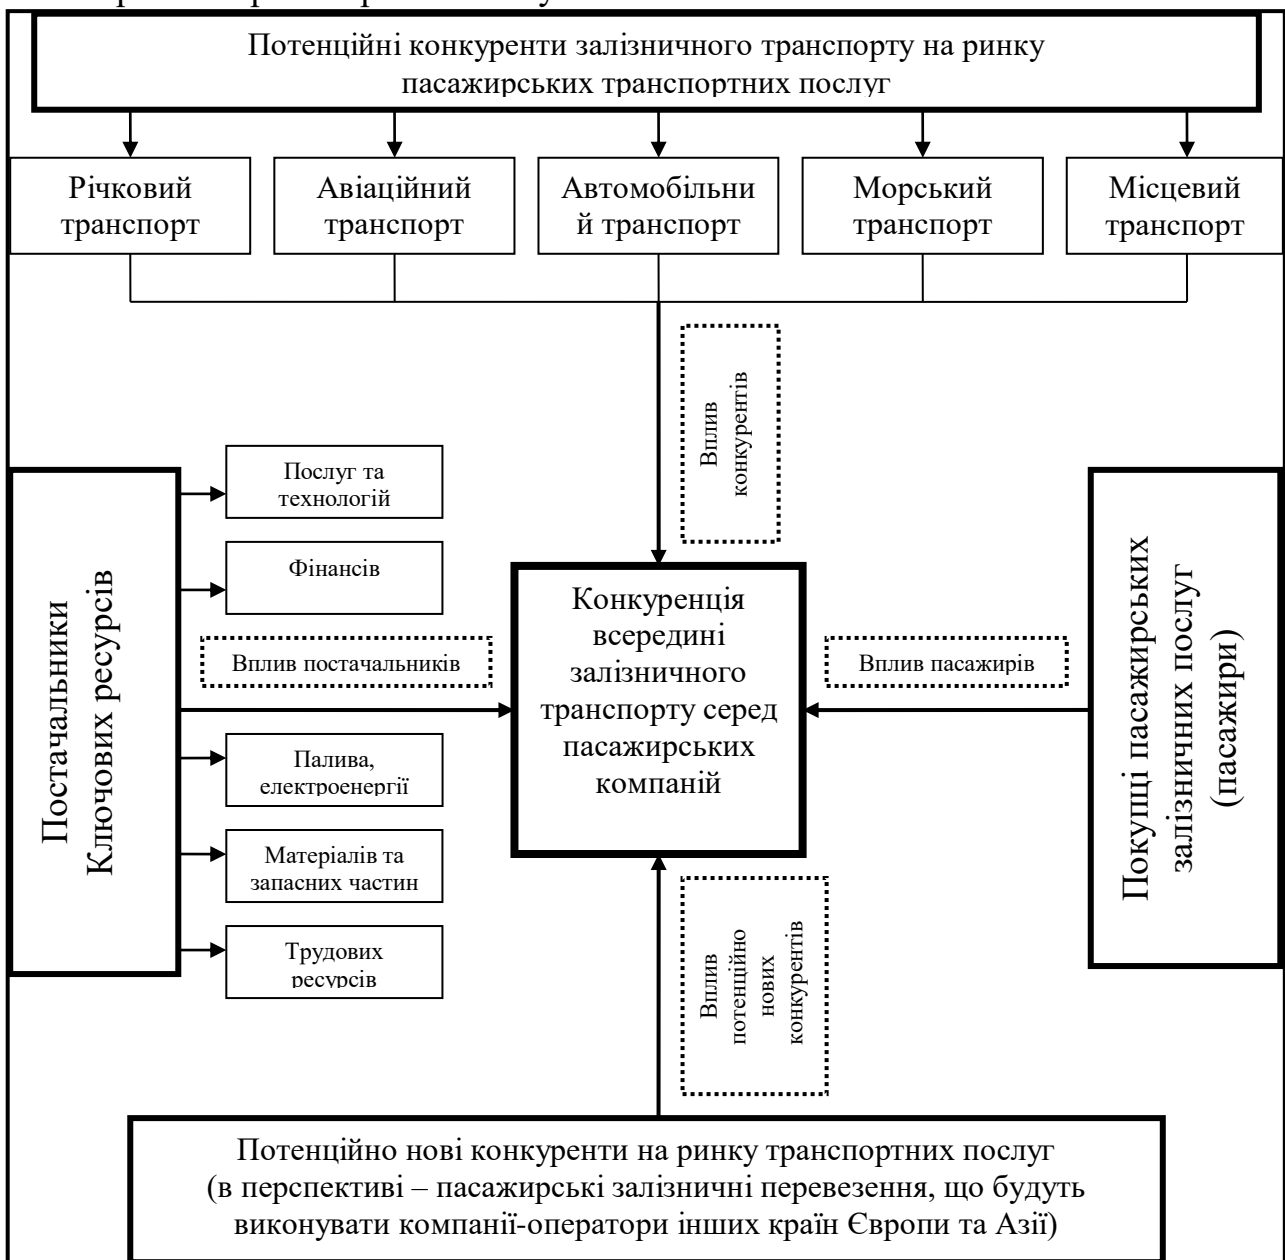 Потенційні конкуренти залізничного транспорту на ринку
пасажирських транспортних послуг
Річковий
транспорт
Авіаційний
транспорт
Автомобільни
й транспорт
Морський
транспорт
Місцевий
транспорт
Вплив
конкурентів
Постачальники
Ключових ресурсів
Послуг та
технологій
Фінансів
Вплив постачальників
Палива,
електроенергії
Матеріалів та
запасних частин
Трудових
ресурсів
Конкуренція
всередині
залізничного
транспорту серед
пасажирських
компаній
Вплив пасажирів
Покупці пасажирських
залізничних послуг
(пасажири)
Вплив
потенційно
нових
конкурентів
Потенційно нові конкуренти на ринку транспортних послуг
(в перспективі – пасажирські залізничні перевезення, що будуть
виконувати компанії-оператори інших країн Європи та Азії)